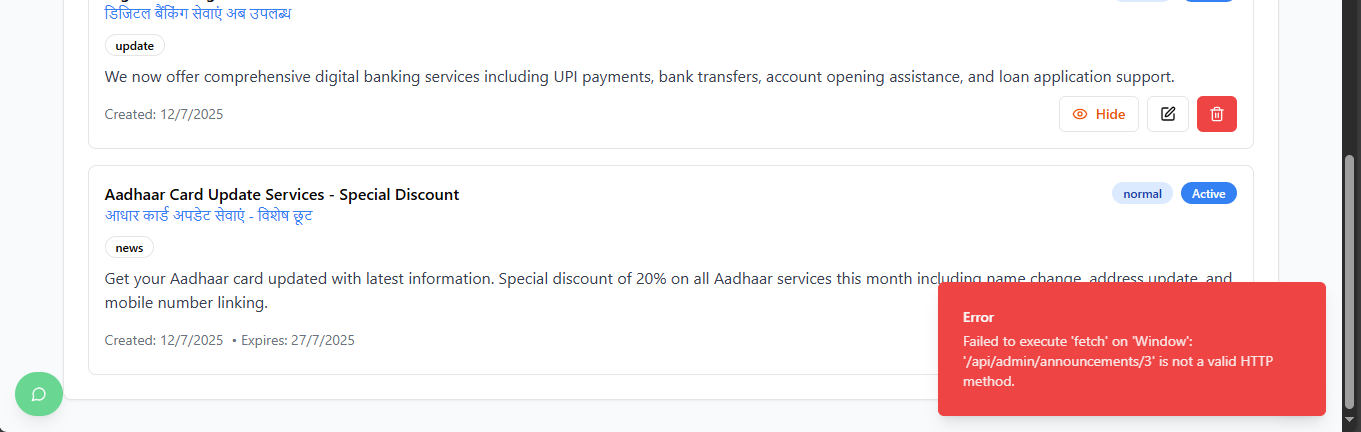 डिजिटल बैंकिंग सेवाएं अब उपलब्ध
update
We now offer comprehensive digital banking services including UPI payments, bank transfers, account opening assistance, and loan application support.
Created: 12/7/2025
Hide
Aadhaar Card Update Services - Special Discount
normal
Active
आधार कार्ड अपडेट सेवाएं - विशेष छूट
news
Get your Aadhaar card updated with latest information. Special discount of 20% on all Aadhaar services this month including name change, address update, and
mobile number linking.
Created: 12/7/2025 • Expires: 27/7/2025
Error
Failed to execute 'fetch' on 'Window':
'/api/admin/announcements/3' is not a valid HTTP
method.